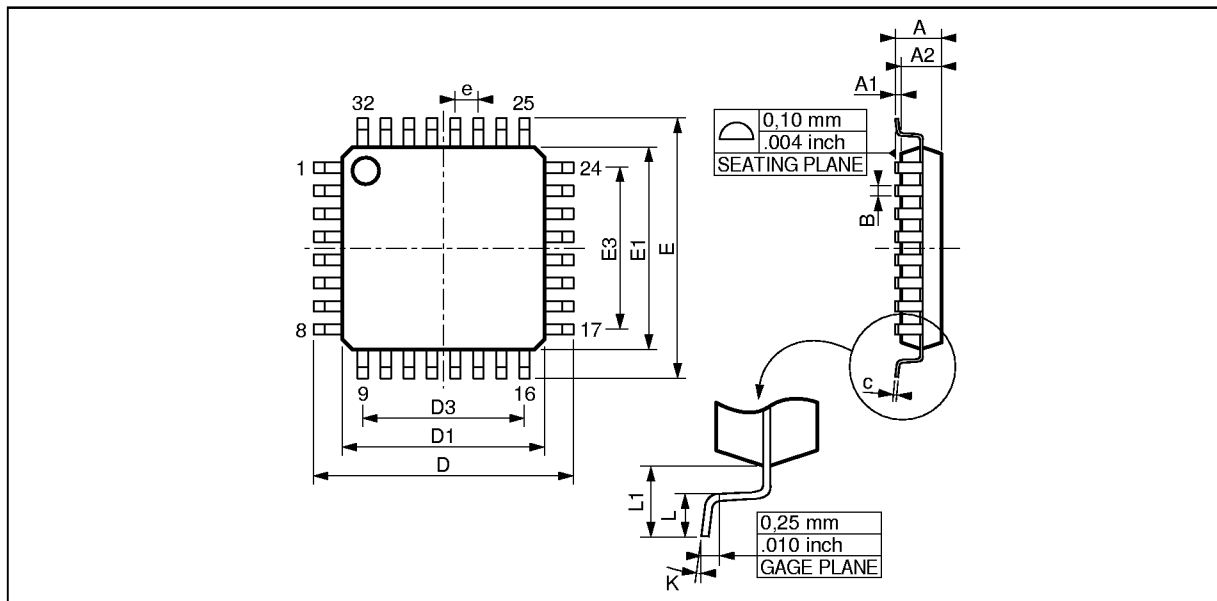 A
A2
A1
32
e
25
0,10 mm
.004 inch
SEATING PLANE
1
24
B
E3
E1
E
8
17
9
16
c
D3
D1
D
L1
L
0,25 mm
.010 inch
GAGE PLANE
K